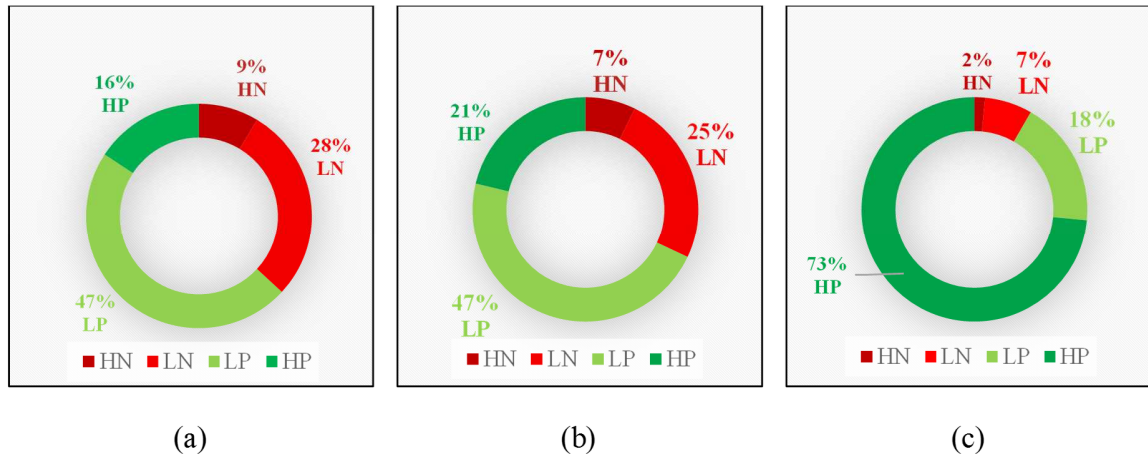 9%
HN
28%
LN
47%
LP
16%
HP
HN LN LP HP
(a)
7%
HN
25%
LN
47%
LP
21%
HP
HN LN LP HP
(b)
2%
HN
7%
LN
18%
LP
73%
HP
HN LN LP HP
(c)